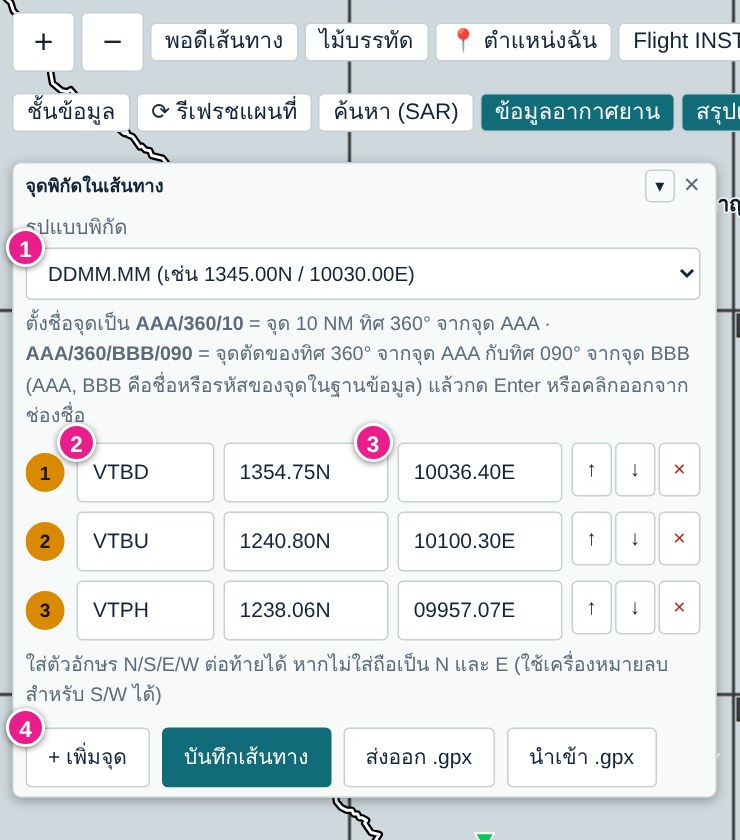 + − พอดีเส้นทาง ไม้บรรทัด 📍 ตำแหน่งฉัน Flight INST
ชั้นข้อมูล ⟳ รีเฟรชแผนที่ ค้นหา (SAR) ข้อมูลอากาศยาน
จุดพิกัดในเส้นทาง ▼ ×
รูปแบบพิกัด
1
DDMM.MM (เช่น 1345.00N / 10030.00E)
ตั้งชื่อจุดเป็น AAA/360/10 = จุด 10 NM ทิศ 360° จากจุด AAA ·
AAA/360/BBB/090 = จุดตัดของทิศ 360° จากจุด AAA กับทิศ 090° จากจุด BBB
(AAA, BBB คือชื่อหรือรหัสของจุดในฐานข้อมูล) แล้วกด Enter หรือคลิกออกจาก
ช่องชื่อ
2 3
1 VTBD 1354.75N 10036.40E ↑ ↓ ×
2 VTBU 1240.80N 10100.30E ↑ ↓ ×
3 VTPH 1238.06N 09957.07E ↑ ↓ ×
ใส่ตัวอักษร N/S/E/W ต่อท้ายได้ หากไม่ใส่ถือเป็น N และ E (ใช้เครื่องหมายลบ
สำหรับ S/W ได้)
4
+ เพิ่มจุด บันทึกเส้นทาง ส่งออก .gpx นำเข้า .gpx